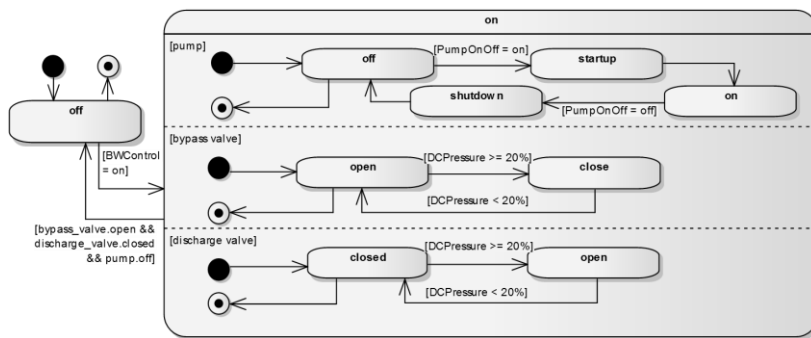 on
[pump]
off
[PumpOnOff = on]
startup
shutdown
[PumpOnOff = off]
on
off
[BWControl
= on]
[bypass_valve.open &&
discharge_valve.closed
&& pump.off]
[bypass valve]
open
[DCPressure >= 20%]
close
[DCPressure < 20%]
[discharge valve]
closed
[DCPressure >= 20%]
open
[DCPressure < 20%]